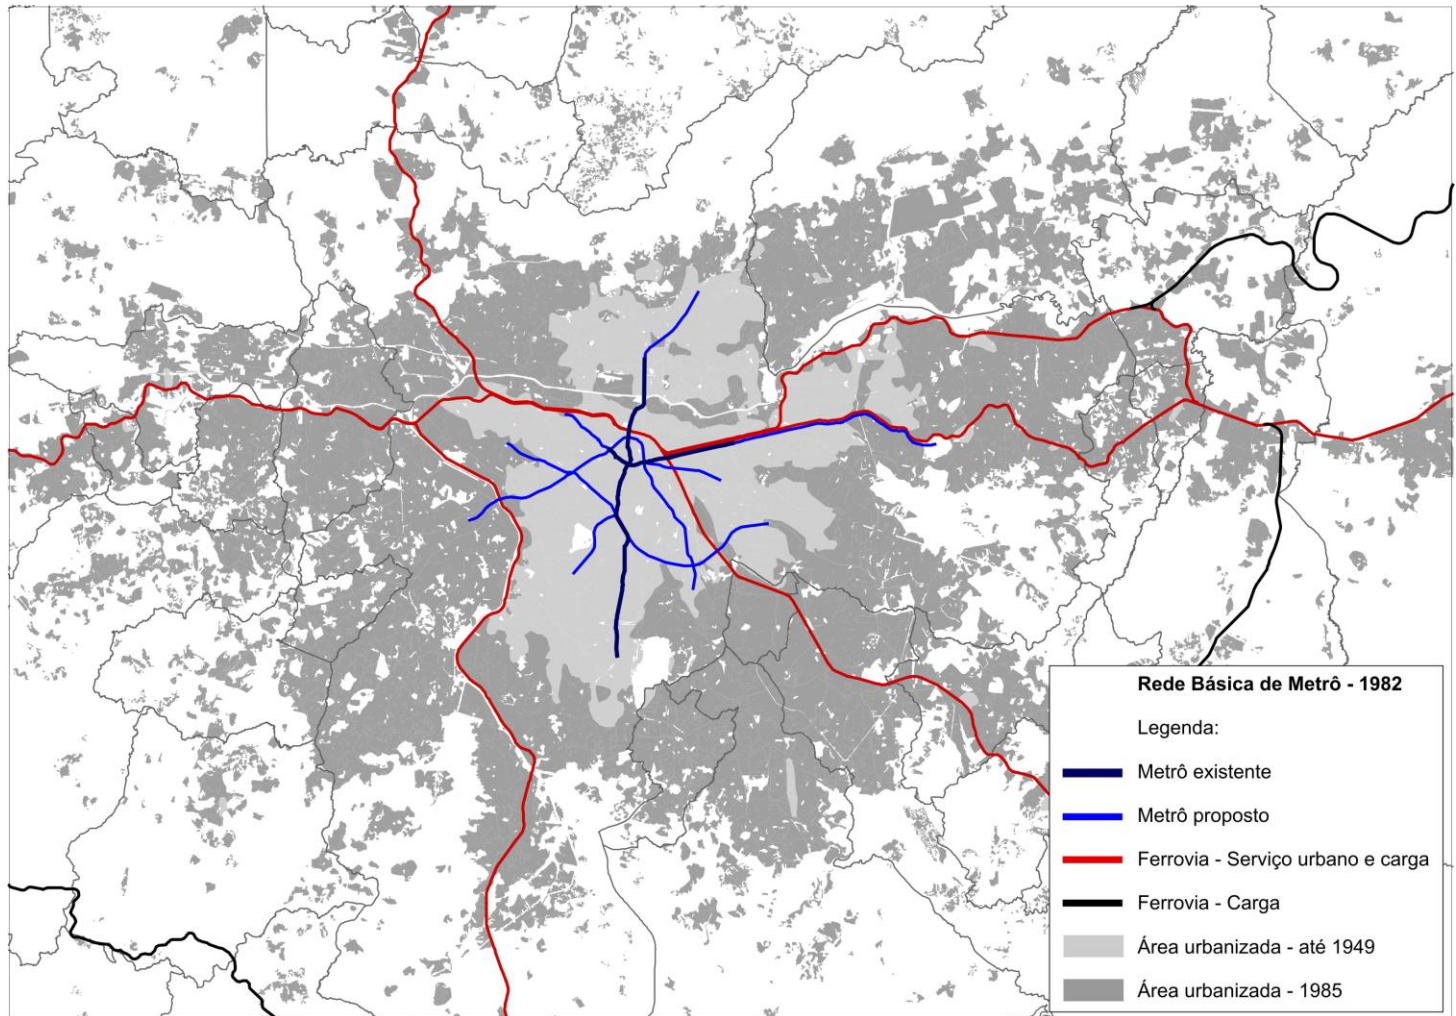 Rede Básica de Metrô - 1982
Legenda:
Metrô existente
Metrô proposto
Ferrovia - Serviço urbano e carga
Ferrovia - Carga
Área urbanizada - até 1949
Área urbanizada - 1985